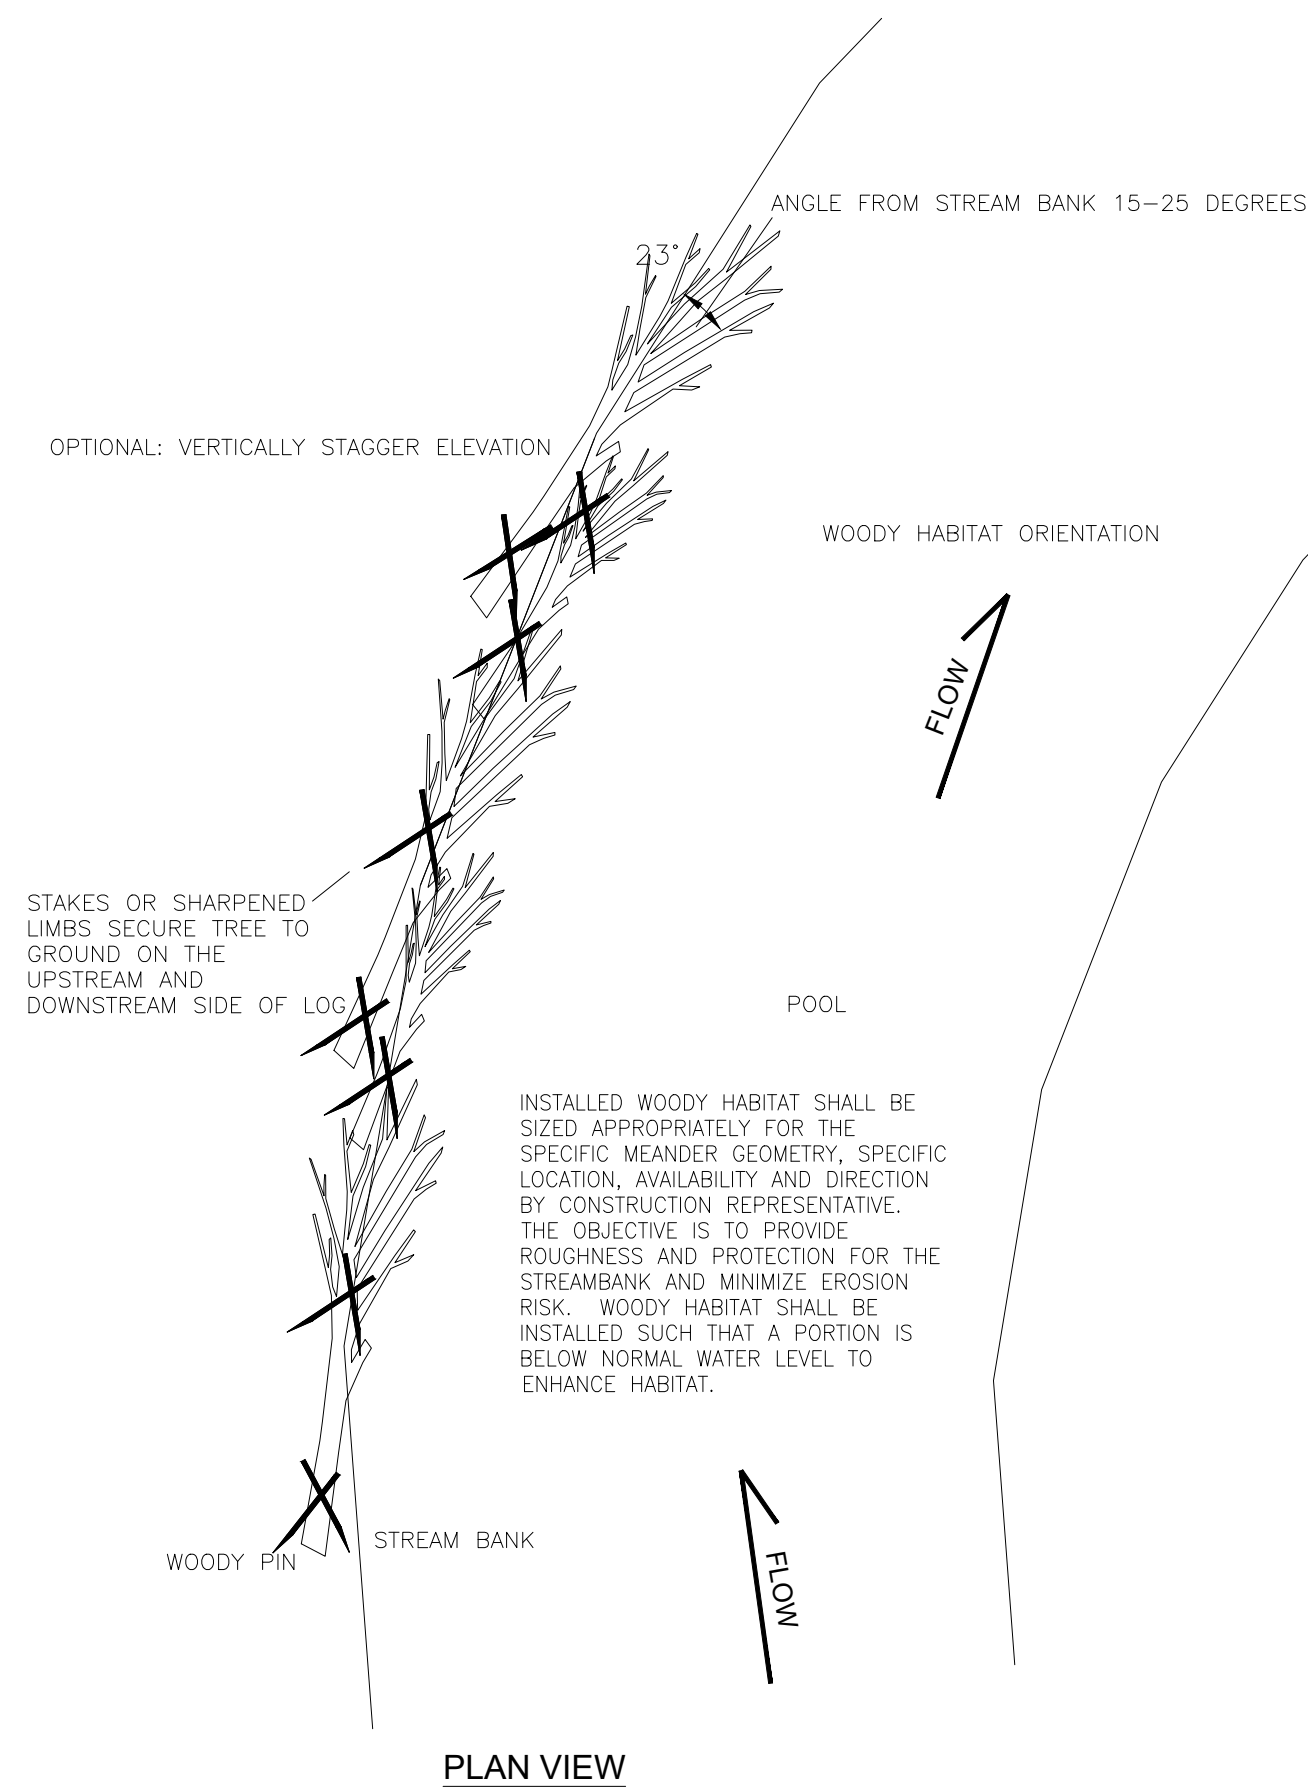 ANGLE FROM STREAM BANK 15-25 DEGREES
23°
OPTIONAL: VERTICALLY STAGGER ELEVATION
WOODY HABITAT ORIENTATION
FLOW
STAKES OR SHARPENED
LIMBS SECURE TREE TO
GROUND ON THE
UPSTREAM AND
DOWNSTREAM SIDE OF LOG
POOL
INSTALLED WOODY HABITAT SHALL BE
SIZED APPROPRIATELY FOR THE
SPECIFIC MEANDER GEOMETRY, SPECIFIC
LOCATION, AVAILABILITY AND DIRECTION
BY CONSTRUCTION REPRESENTATIVE.
THE OBJECTIVE IS TO PROVIDE
ROUGHNESS AND PROTECTION FOR THE
STREAMBANK AND MINIMIZE EROSION
RISK. WOODY HABITAT SHALL BE
INSTALLED SUCH THAT A PORTION IS
BELOW NORMAL WATER LEVEL TO
ENHANCE HABITAT.
STREAM BANK
WOODY PIN
FLOW
PLAN VIEW